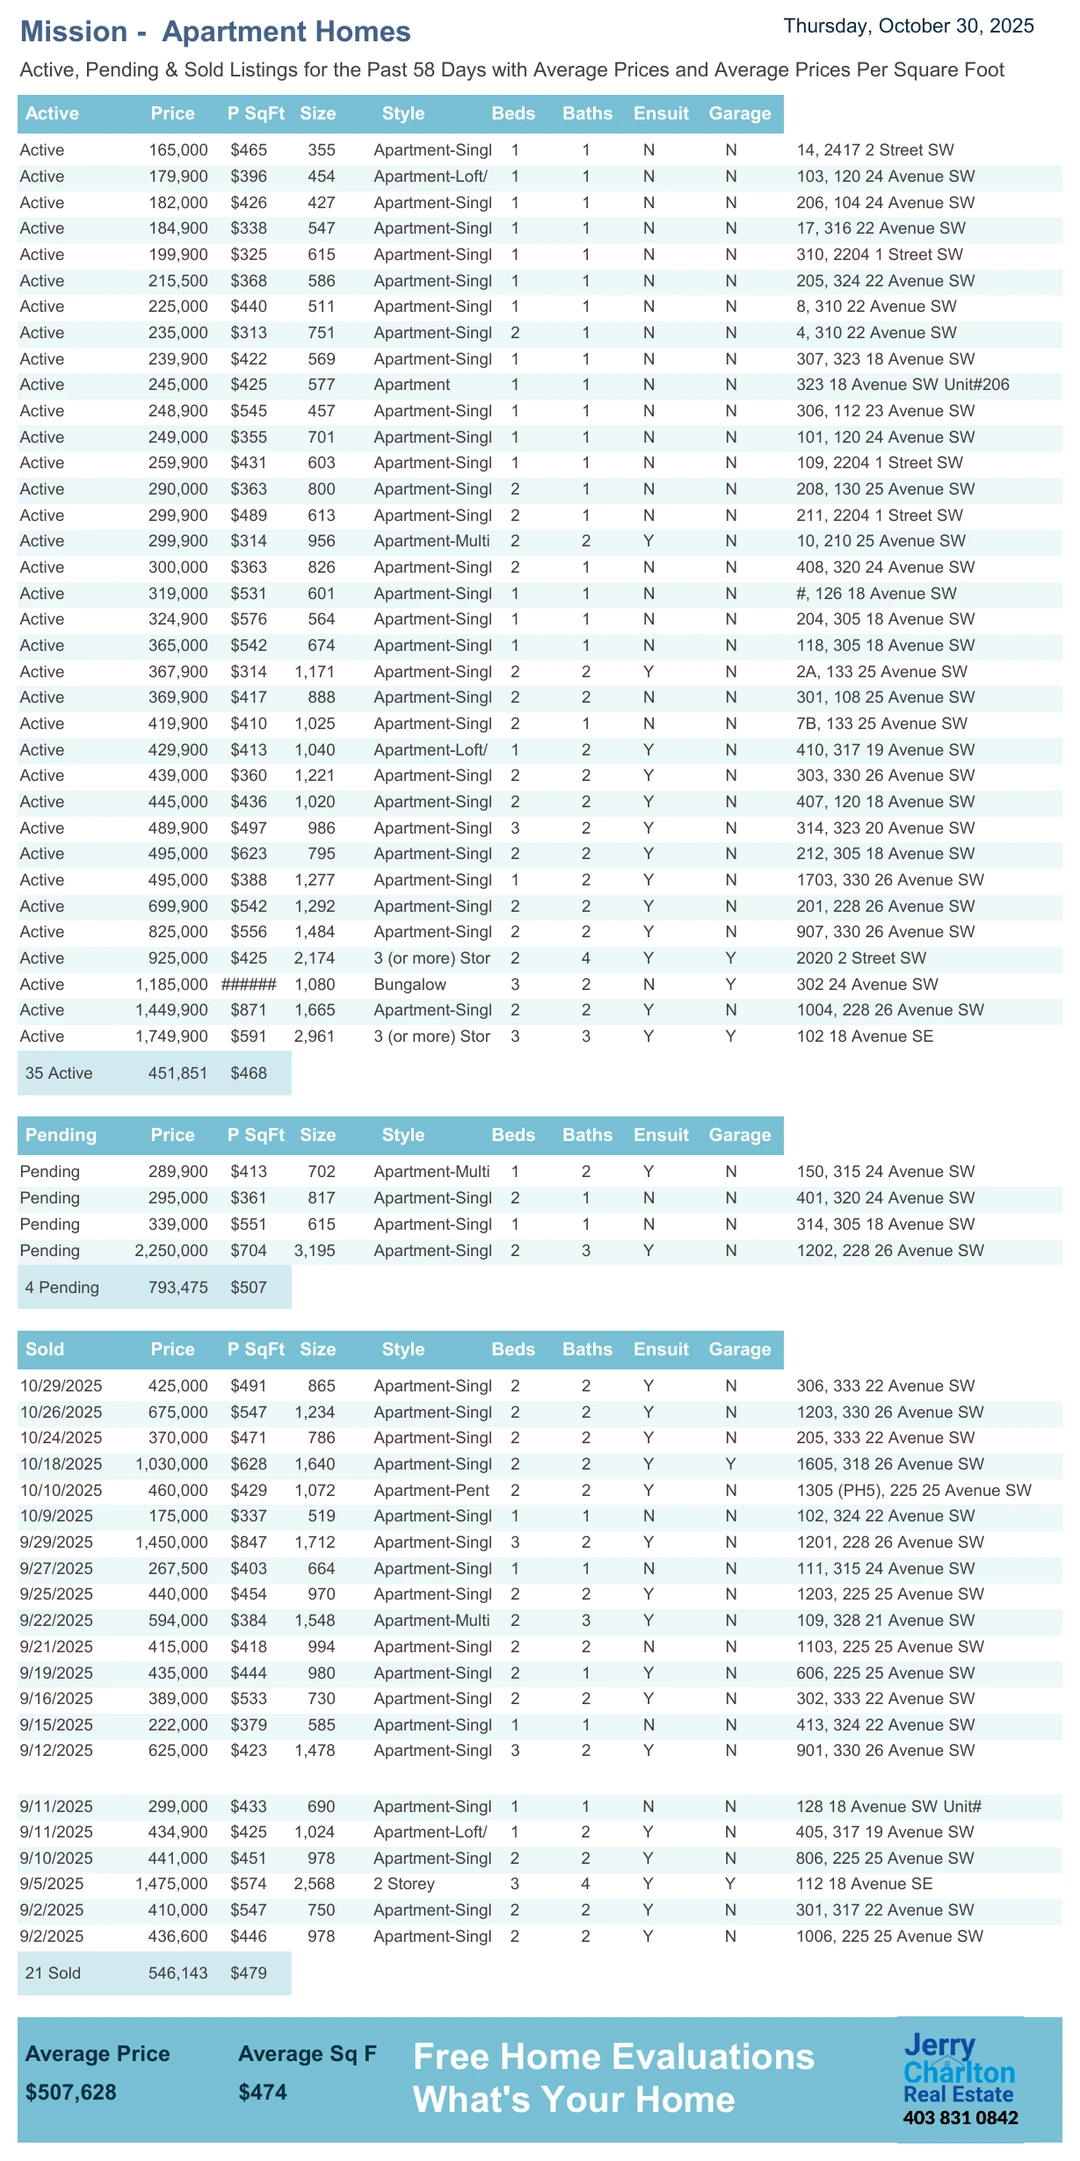 Mission -  Apartment Homes
Thursday, October 30, 2025
Active, Pending & Sold Listings for the Past 58 Days with Average Prices and Average Prices Per Square Foot
Active Price P SqFt Size Style Beds Baths Ensuit Garage
Active 165,000 $465 355 Apartment-Singl 1 1 N N 14, 2417 2 Street SW
Active 179,900 $396 454 Apartment-Loft/ 1 1 N N 103, 120 24 Avenue SW
Active 182,000 $426 427 Apartment-Singl 1 1 N N 206, 104 24 Avenue SW
Active 184,900 $338 547 Apartment-Singl 1 1 N N 17, 316 22 Avenue SW
Active 199,900 $325 615 Apartment-Singl 1 1 N N 310, 2204 1 Street SW
Active 215,500 $368 586 Apartment-Singl 1 1 N N 205, 324 22 Avenue SW
Active 225,000 $440 511 Apartment-Singl 1 1 N N 8, 310 22 Avenue SW
Active 235,000 $313 751 Apartment-Singl 2 1 N N 4, 310 22 Avenue SW
Active 239,900 $422 569 Apartment-Singl 1 1 N N 307, 323 18 Avenue SW
Active 245,000 $425 577 Apartment 1 1 N N 323 18 Avenue SW Unit#206
Active 248,900 $545 457 Apartment-Singl 1 1 N N 306, 112 23 Avenue SW
Active 249,000 $355 701 Apartment-Singl 1 1 N N 101, 120 24 Avenue SW
Active 259,900 $431 603 Apartment-Singl 1 1 N N 109, 2204 1 Street SW
Active 290,000 $363 800 Apartment-Singl 2 1 N N 208, 130 25 Avenue SW
Active 299,900 $489 613 Apartment-Singl 2 1 N N 211, 2204 1 Street SW
Active 299,900 $314 956 Apartment-Multi 2 2 Y N 10, 210 25 Avenue SW
Active 300,000 $363 826 Apartment-Singl 2 1 N N 408, 320 24 Avenue SW
Active 319,000 $531 601 Apartment-Singl 1 1 N N #, 126 18 Avenue SW
Active 324,900 $576 564 Apartment-Singl 1 1 N N 204, 305 18 Avenue SW
Active 365,000 $542 674 Apartment-Singl 1 1 N N 118, 305 18 Avenue SW
Active 367,900 $314 1,171 Apartment-Singl 2 2 Y N 2A, 133 25 Avenue SW
Active 369,900 $417 888 Apartment-Singl 2 2 N N 301, 108 25 Avenue SW
Active 419,900 $410 1,025 Apartment-Singl 2 1 N N 7B, 133 25 Avenue SW
Active 429,900 $413 1,040 Apartment-Loft/ 1 2 Y N 410, 317 19 Avenue SW
Active 439,000 $360 1,221 Apartment-Singl 2 2 Y N 303, 330 26 Avenue SW
Active 445,000 $436 1,020 Apartment-Singl 2 2 Y N 407, 120 18 Avenue SW
Active 489,900 $497 986 Apartment-Singl 3 2 Y N 314, 323 20 Avenue SW
Active 495,000 $623 795 Apartment-Singl 2 2 Y N 212, 305 18 Avenue SW
Active 495,000 $388 1,277 Apartment-Singl 1 2 Y N 1703, 330 26 Avenue SW
Active 699,900 $542 1,292 Apartment-Singl 2 2 Y N 201, 228 26 Avenue SW
Active 825,000 $556 1,484 Apartment-Singl 2 2 Y N 907, 330 26 Avenue SW
Active 925,000 $425 2,174 3 (or more) Stor 2 4 Y Y 2020 2 Street SW
Active 1,185,000 ###### 1,080 Bungalow 3 2 N Y 302 24 Avenue SW
Active 1,449,900 $871 1,665 Apartment-Singl 2 2 Y N 1004, 228 26 Avenue SW
Active 1,749,900 $591 2,961 3 (or more) Stor 3 3 Y Y 102 18 Avenue SE
35 Active 451,851 $468
Pending Price P SqFt Size Style Beds Baths Ensuit Garage
Pending 289,900 $413 702 Apartment-Multi 1 2 Y N 150, 315 24 Avenue SW
Pending 295,000 $361 817 Apartment-Singl 2 1 N N 401, 320 24 Avenue SW
Pending 339,000 $551 615 Apartment-Singl 1 1 N N 314, 305 18 Avenue SW
Pending 2,250,000 $704 3,195 Apartment-Singl 2 3 Y N 1202, 228 26 Avenue SW
4 Pending 793,475 $507
Sold Price P SqFt Size Style Beds Baths Ensuit Garage
10/29/2025 425,000 $491 865 Apartment-Singl 2 2 Y N 306, 333 22 Avenue SW
10/26/2025 675,000 $547 1,234 Apartment-Singl 2 2 Y N 1203, 330 26 Avenue SW
10/24/2025 370,000 $471 786 Apartment-Singl 2 2 Y N 205, 333 22 Avenue SW
10/18/2025 1,030,000 $628 1,640 Apartment-Singl 2 2 Y Y 1605, 318 26 Avenue SW
10/10/2025 460,000 $429 1,072 Apartment-Pent 2 2 Y N 1305 (PH5), 225 25 Avenue SW
10/9/2025 175,000 $337 519 Apartment-Singl 1 1 N N 102, 324 22 Avenue SW
9/29/2025 1,450,000 $847 1,712 Apartment-Singl 3 2 Y N 1201, 228 26 Avenue SW
9/27/2025 267,500 $403 664 Apartment-Singl 1 1 N N 111, 315 24 Avenue SW
9/25/2025 440,000 $454 970 Apartment-Singl 2 2 Y N 1203, 225 25 Avenue SW
9/22/2025 594,000 $384 1,548 Apartment-Multi 2 3 Y N 109, 328 21 Avenue SW
9/21/2025 415,000 $418 994 Apartment-Singl 2 2 N N 1103, 225 25 Avenue SW
9/19/2025 435,000 $444 980 Apartment-Singl 2 1 Y N 606, 225 25 Avenue SW
9/16/2025 389,000 $533 730 Apartment-Singl 2 2 Y N 302, 333 22 Avenue SW
9/15/2025 222,000 $379 585 Apartment-Singl 1 1 N N 413, 324 22 Avenue SW
9/12/2025 625,000 $423 1,478 Apartment-Singl 3 2 Y N 901, 330 26 Avenue SW
9/11/2025 299,000 $433 690 Apartment-Singl 1 1 N N 128 18 Avenue SW Unit#
9/11/2025 434,900 $425 1,024 Apartment-Loft/ 1 2 Y N 405, 317 19 Avenue SW
9/10/2025 441,000 $451 978 Apartment-Singl 2 2 Y N 806, 225 25 Avenue SW
9/5/2025 1,475,000 $574 2,568 2 Storey 3 4 Y Y 112 18 Avenue SE
9/2/2025 410,000 $547 750 Apartment-Singl 2 2 Y N 301, 317 22 Avenue SW
9/2/2025 436,600 $446 978 Apartment-Singl 2 2 Y N 1006, 225 25 Avenue SW
21 Sold 546,143 $479
Average Price Average Sq F
$507,628 $474
Free Home Evaluations
What's Your Home
Jerry
Charlton
Real Estate
403 831 0842